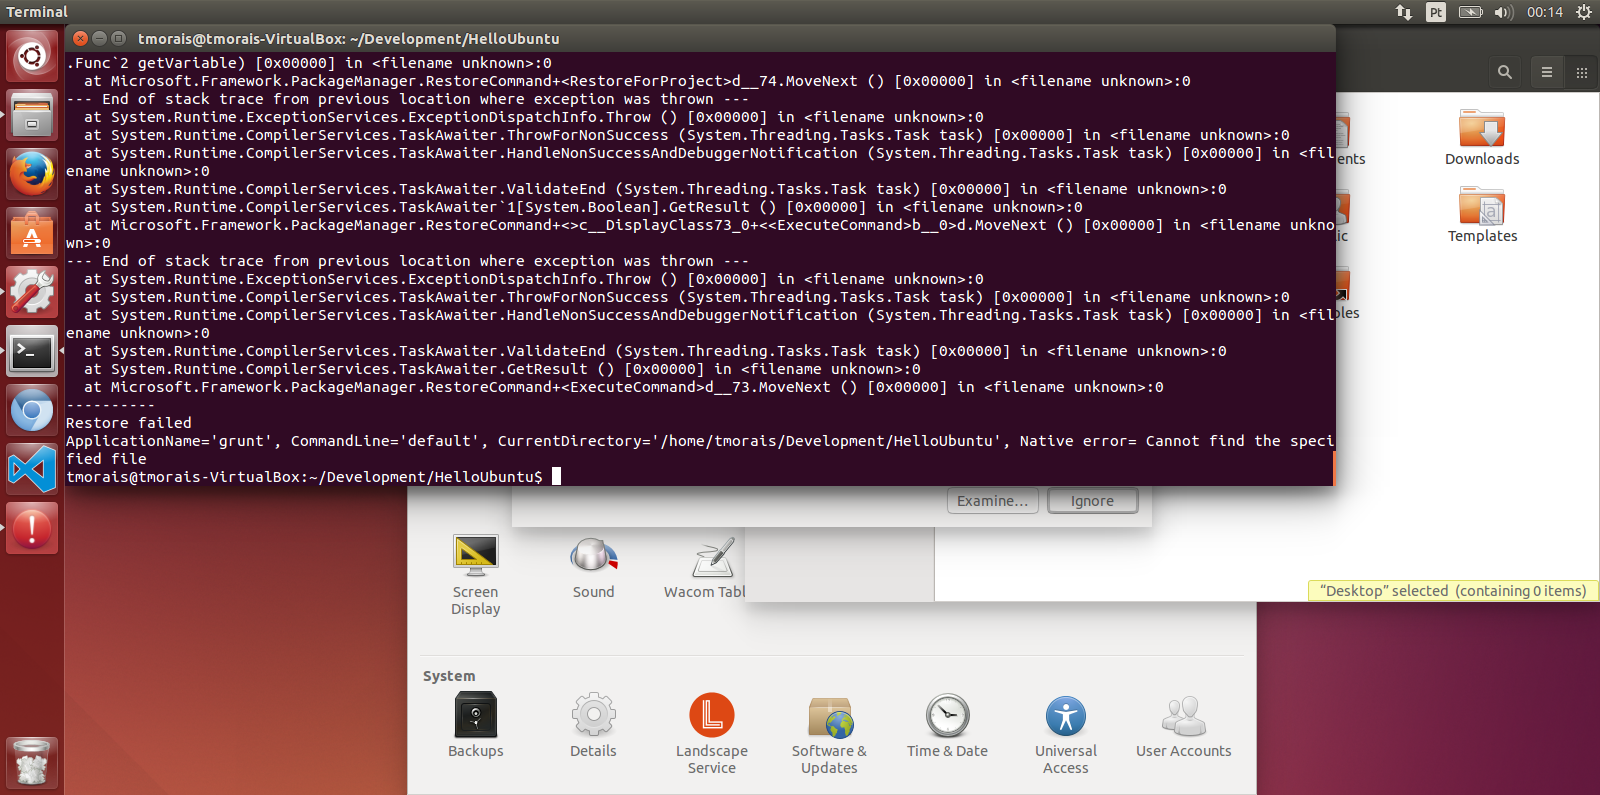 Terminal
Pt
00:14
tmorais@tmorais-VirtualBox: ~/Development/HelloUbuntu
.Func`2 getVariable) [0x00000] in <filename unknown>:0
  at Microsoft.Framework.PackageManager.RestoreCommand+<RestoreForProject>d__74.MoveNext () [0x00000] in <filename unknown>:0
--- End of stack trace from previous location where exception was thrown ---
  at System.Runtime.ExceptionServices.ExceptionDispatchInfo.Throw () [0x00000] in <filename unknown>:0
  at System.Runtime.CompilerServices.TaskAwaiter.ThrowForNonSuccess (System.Threading.Tasks.Task task) [0x00000] in <filename unknown>:0
  at System.Runtime.CompilerServices.TaskAwaiter.HandleNonSuccessAndDebuggerNotification (System.Threading.Tasks.Task task) [0x00000] in <fil
ename unknown>:0
  at System.Runtime.CompilerServices.TaskAwaiter.ValidateEnd (System.Threading.Tasks.Task task) [0x00000] in <filename unknown>:0
  at System.Runtime.CompilerServices.TaskAwaiter`1[System.Boolean].GetResult () [0x00000] in <filename unknown>:0
  at Microsoft.Framework.PackageManager.RestoreCommand+<>c__DisplayClass73_0+<<ExecuteCommand>b__0>d.MoveNext () [0x00000] in <filename unkno
wn>:0
--- End of stack trace from previous location where exception was thrown ---
  at System.Runtime.ExceptionServices.ExceptionDispatchInfo.Throw () [0x00000] in <filename unknown>:0
  at System.Runtime.CompilerServices.TaskAwaiter.ThrowForNonSuccess (System.Threading.Tasks.Task task) [0x00000] in <filename unknown>:0
  at System.Runtime.CompilerServices.TaskAwaiter.HandleNonSuccessAndDebuggerNotification (System.Threading.Tasks.Task task) [0x00000] in <fil
ename unknown>:0
  at System.Runtime.CompilerServices.TaskAwaiter.ValidateEnd (System.Threading.Tasks.Task task) [0x00000] in <filename unknown>:0
  at System.Runtime.CompilerServices.TaskAwaiter.GetResult () [0x00000] in <filename unknown>:0
  at Microsoft.Framework.PackageManager.RestoreCommand+<ExecuteCommand>d__73.MoveNext () [0x00000] in <filename unknown>:0
----------
Restore failed
ApplicationName='grunt', CommandLine='default', CurrentDirectory='/home/tmorais/Development/HelloUbuntu', Native error= Cannot find the speci
fied file
tmorais@tmorais-VirtualBox:~/Development/HelloUbuntu$
ents
Downloads
ic
Templates
ples
Examine...
Ignore
Screen
Display
Sound
Wacom Tabl
"Desktop" selected (containing 0 items)
System
Backups
Details
Landscape
Service
Software &
Updates
Time & Date
Universal
Access
User Accounts